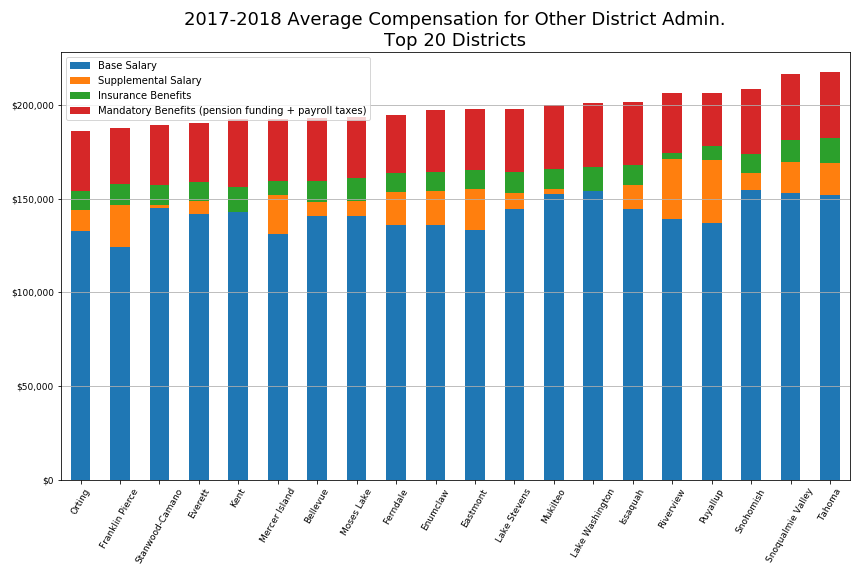 2017-2018 Average Compensation for Other District Admin.
Top 20 Districts
Base Salary
Supplemental Salary
Insurance Benefits
Mandatory Benefits (pension funding + payroll taxes)
$200,000
$150,000
$100,000
$50,000
$0
Orting
Franklin Pierce
Stanwood-Camano
Everett
Kent
Mercer Island
Bellevue
Moses Lake
Ferndale
Enumclaw
Eastmont
Lake Stevens
Mukilteo
Lake Washington
Issaquah
Riverview
Puyallup
Snohomish
Snoqualmie Valley
Tahoma